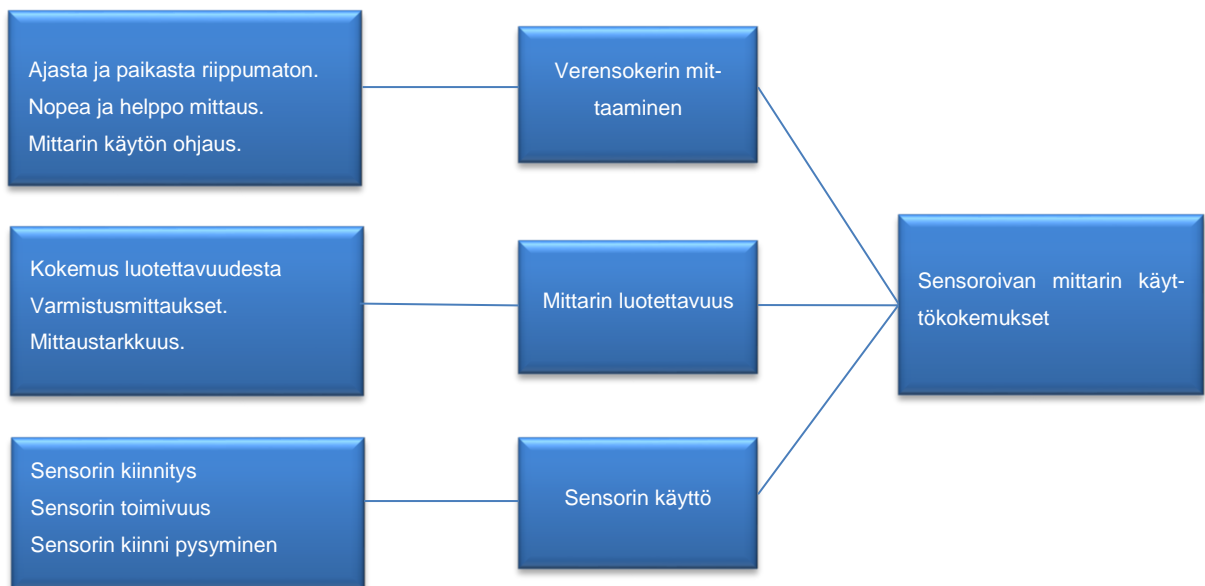 Ajasta ja paikasta riippumaton.
Nopea ja helppo mittaus.
Mittarin käytön ohjaus.
Verensokerin mit-
taaminen
Kokemus luotettavuudesta
Varmistusmittaukset.
Mittaustarkkuus.
Mittarin luotettavuus
Sensoroivan mittarin käyt-
tökokemukset
Sensorin kiinnitys
Sensorin toimivuus
Sensorin kiinni pysyminen
Sensorin käyttö